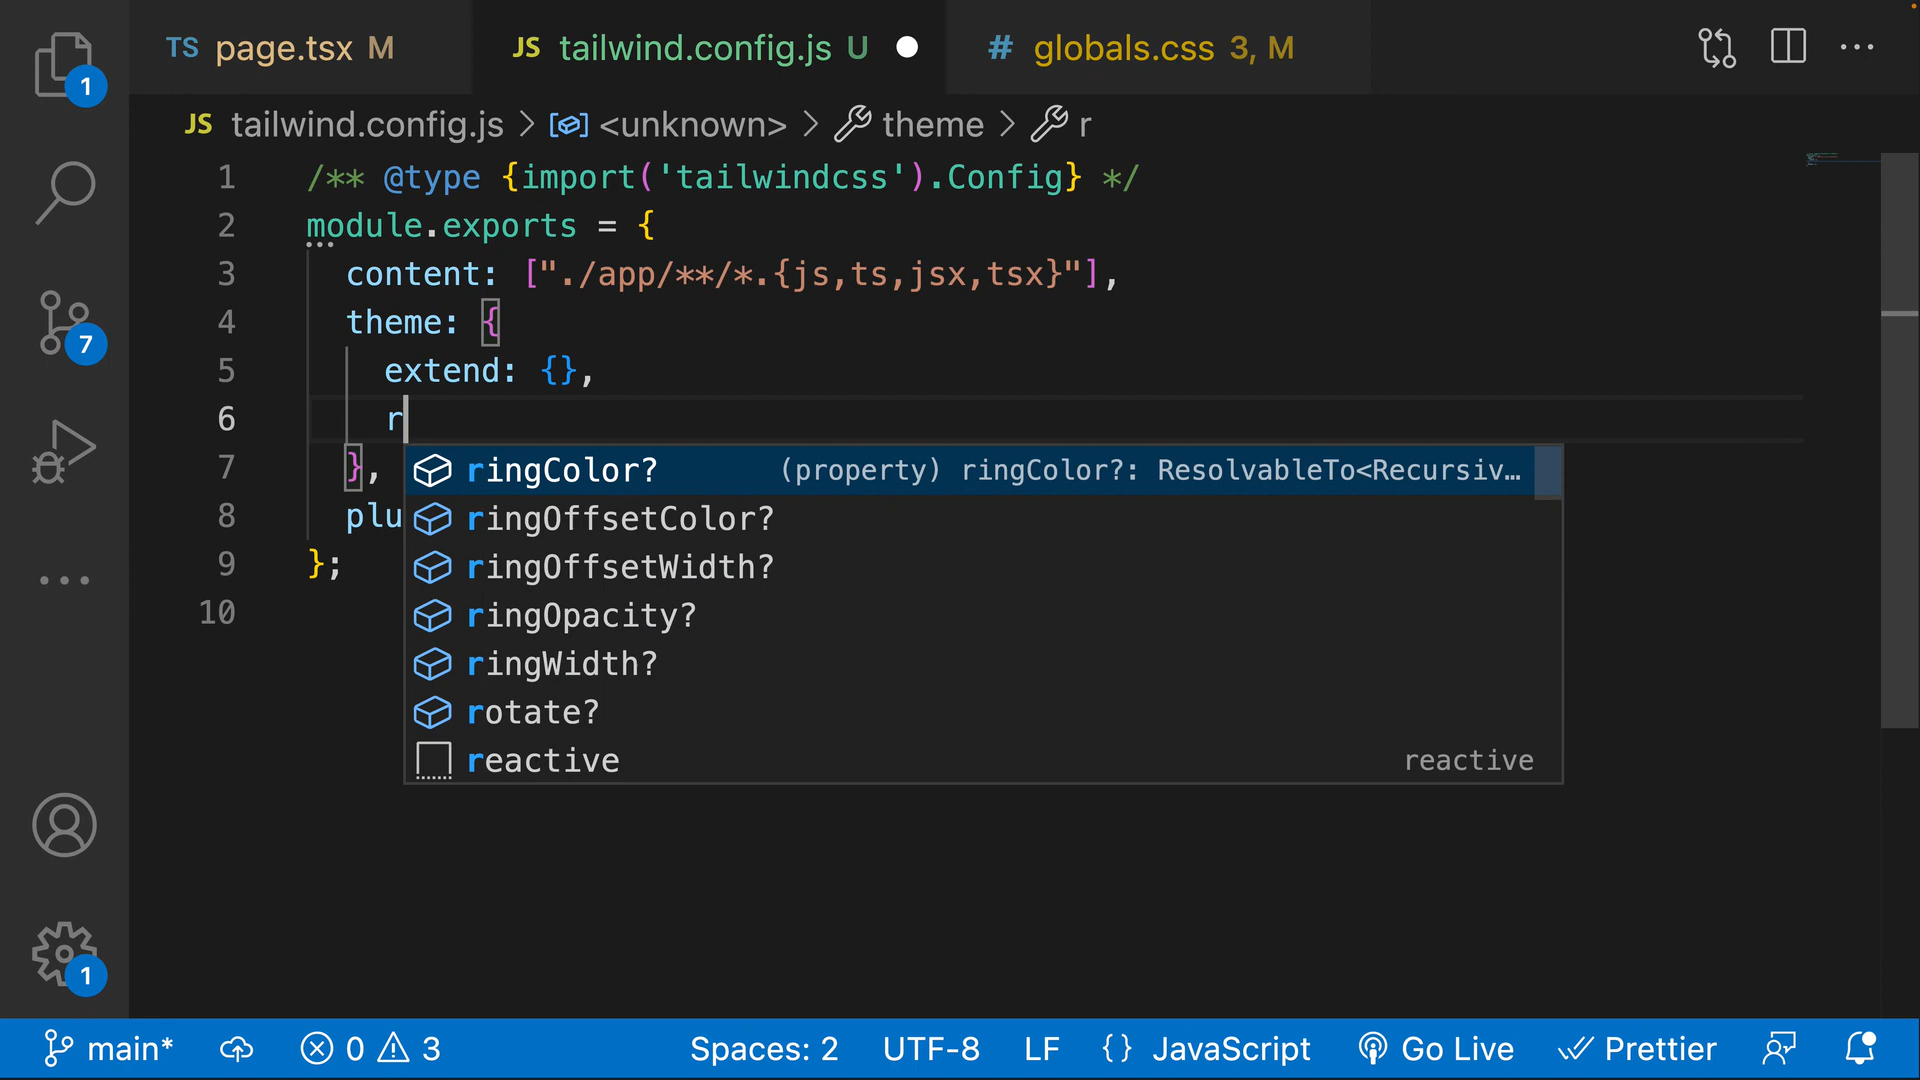 TS page.tsx M
JS tailwind.config.js U
# globals.css 3, M
1
JS tailwind.config.js > <unknown> > theme > r
1 /** @type {import('tailwindcss').Config} */
2 module.exports = {
3 content: ["./app/**/*.{js,ts,jsx,tsx}"],
4 theme: {
5 extend: {},
6 r
7 },
8 plu
9 };
10
ringColor? (property) ringColor?: ResolvableTo<Recursiv…
ringOffsetColor?
ringOffsetWidth?
ringOpacity?
ringWidth?
rotate?
reactive reactive
7
1
main* 0 3 Spaces: 2 UTF-8 LF {} JavaScript Go Live Prettier